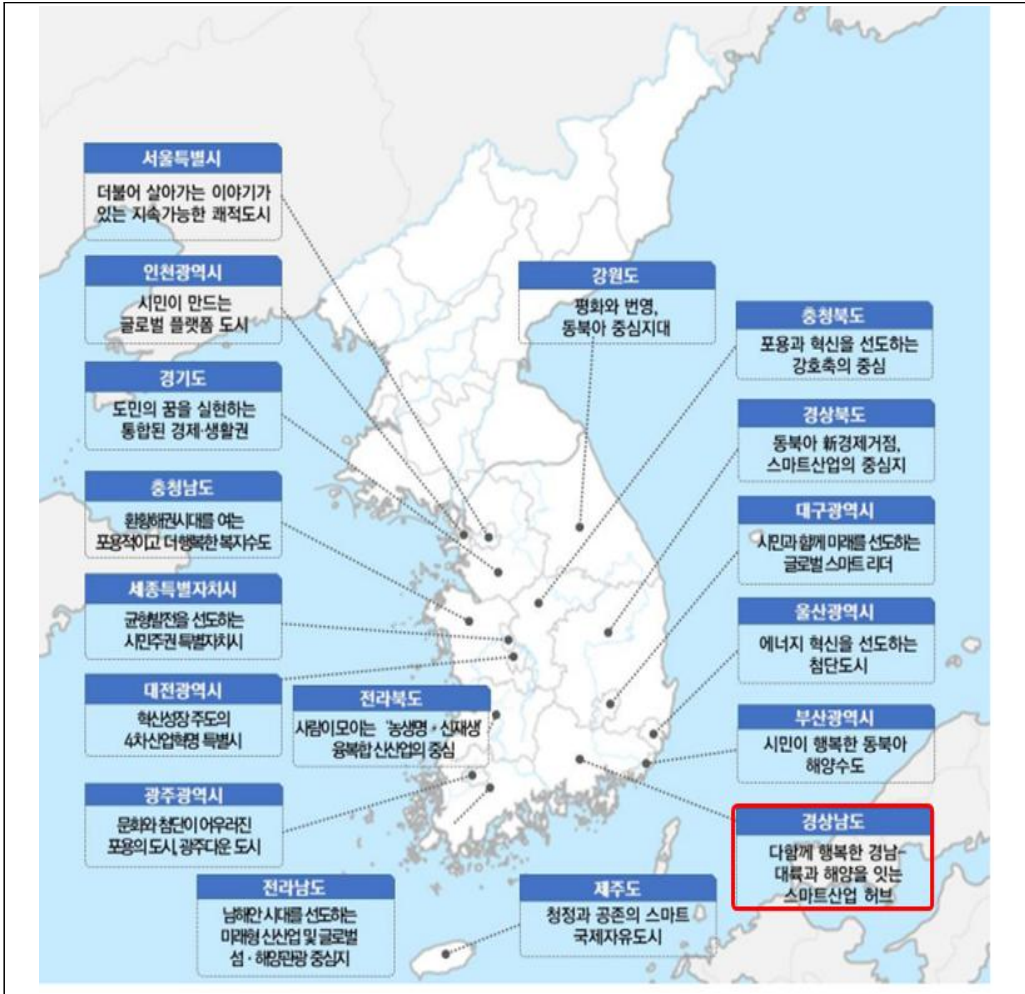 서울특별시
더불어 살아가는 이야기가
있는 지속가능한 쾌적도시
인천광역시
시민이 만드는
글로벌 플랫폼 도시
경기도
도민의 꿈을 실현하는
통합된 경제·생활권
충청남도
환황해권시대를 여는
포용적이고 더 행복한 복지수도
세종특별자치시
균형발전을 선도하는
시민주권 특별자치시
대전광역시
혁신성장 주도의
4차산업혁명 특별시
전라북도
사람이 모이는 '농생명·신재생'
융복합 신산업의 중심
광주광역시
문화와 첨단이 어우러진
포용의 도시, 광주다운 도시
전라남도
남해안 시대를 선도하는
미래형 신산업 및 글로벌
섬·해양관광 중심지
제주도
청정과 공존의 스마트
국제자유도시
강원도
평화와 번영,
동북아 중심지대
충청북도
포용과 혁신을 선도하는
강호축의 중심
경상북도
동북아 新경제거점,
스마트산업의 중심지
대구광역시
시민과 함께 미래를 선도하는
글로벌 스마트 리더
울산광역시
에너지 혁신을 선도하는
첨단도시
부산광역시
시민이 행복한 동북아
해양수도
경상남도
다함께 행복한 경남-
대륙과 해양을 잇는
스마트산업 허브